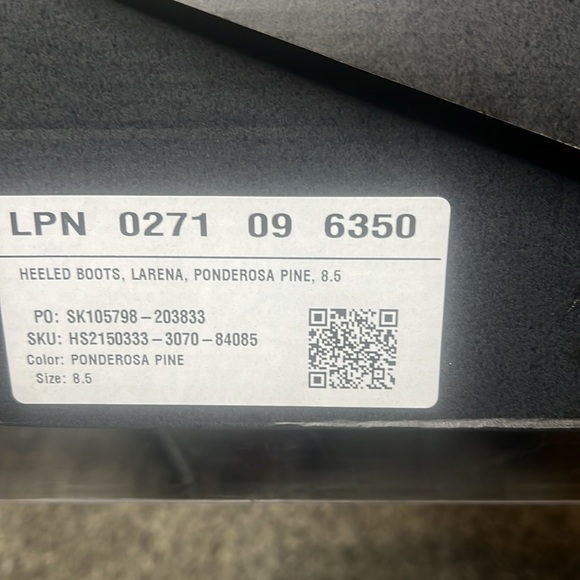 LPN 0271 09 6350
HEELED BOOTS, LARENA, PONDEROSA PINE, 8.5
PO: SK105798-203833
SKU: HS2150333-3070-84085
Color: PONDEROSA PINE
Size: 8.5